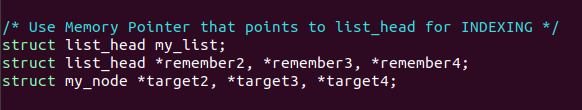 /* Use Memory Pointer that points to list_head for INDEXING */
struct list_head my_list;
struct list_head *remember2, *remember3, *remember4;
struct my_node *target2, *target3, *target4;